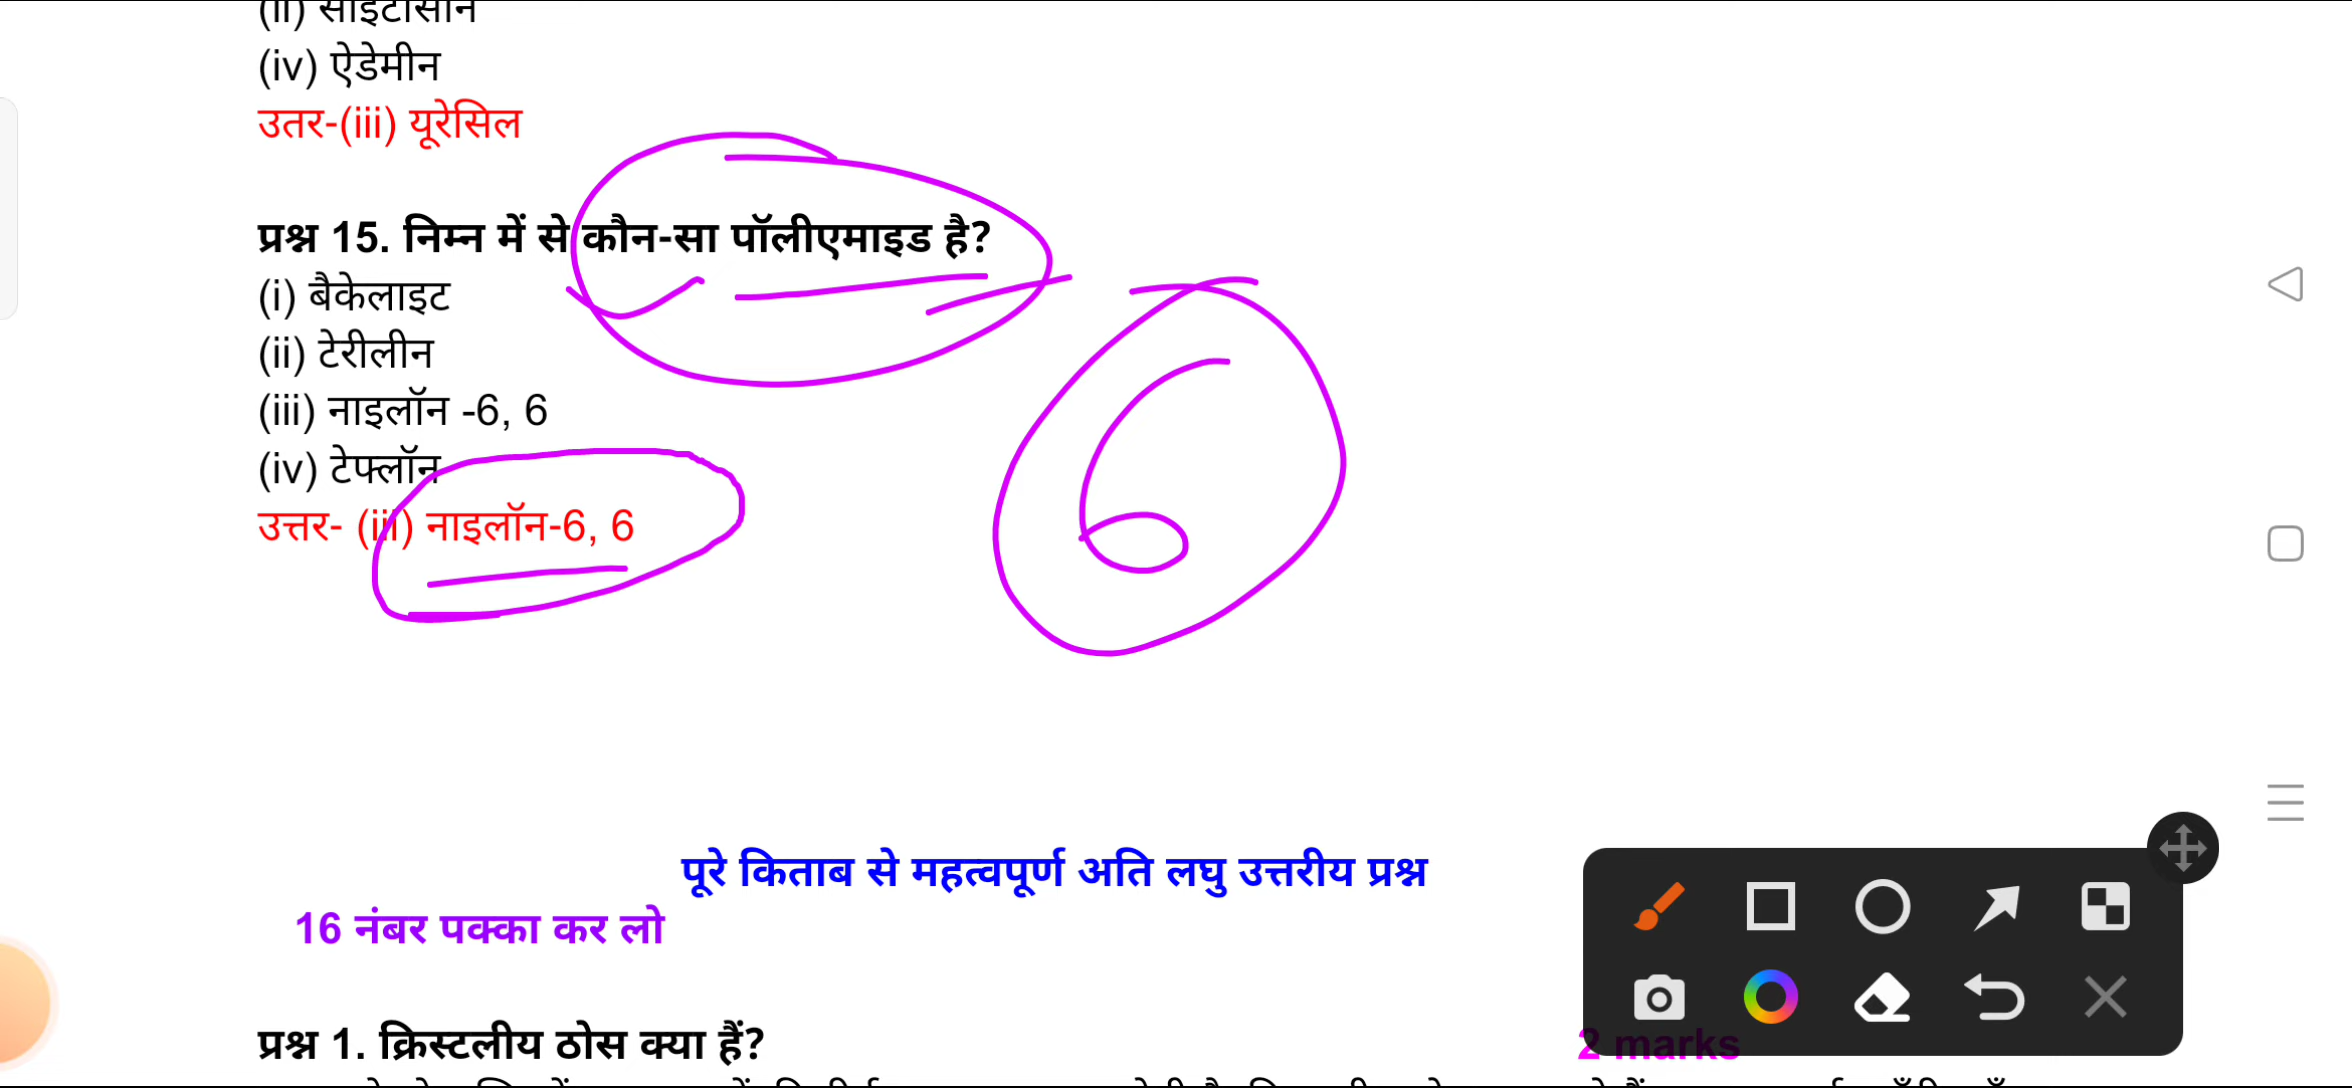 (iv) ऐडेमीन
उतर-(iii) यूरेसिल
प्रश्न 15. निम्न में से कौन-सा पॉलीएमाइड है?
(i) बैकेलाइट
(ii) टेरीलीन
(iii) नाइलॉन -6, 6
(iv) टेफ्लॉन
उत्तर- (iii) नाइलॉन-6, 6
6
पूरे किताब से महत्वपूर्ण अति लघु उत्तरीय प्रश्न
16 नंबर पक्का कर लो
प्रश्न 1. क्रिस्टलीय ठोस क्या हैं?
2 marks